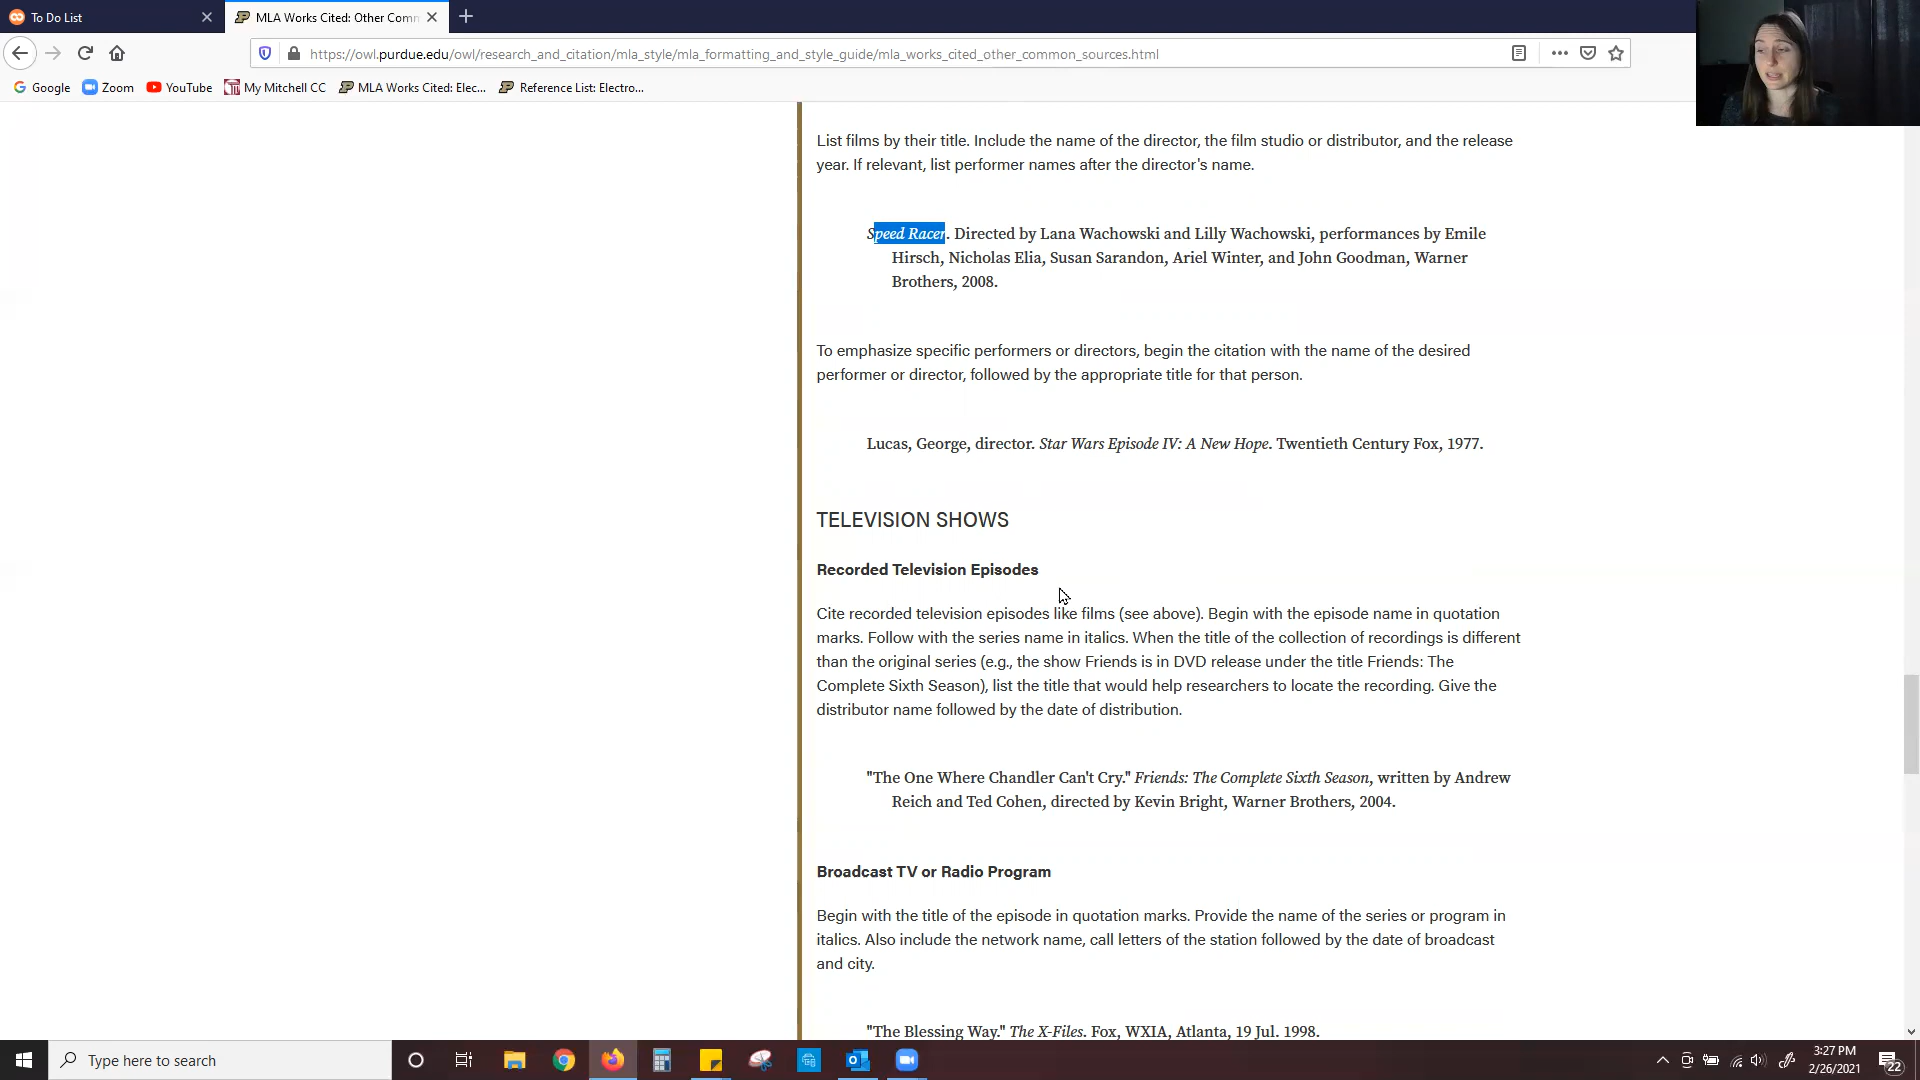 To Do List
MLA Works Cited: Other Comm
https://owl.purdue.edu/owl/research_and_citation/mla_style/mla_formatting_and_style_guide/mla_works_cited_other_common_sources.html
Google Zoom YouTube My Mitchell CC MLA Works Cited: Elec... Reference List: Electro...
List films by their title. Include the name of the director, the film studio or distributor, and the release
year. If relevant, list performer names after the director's name.
Speed Racer. Directed by Lana Wachowski and Lilly Wachowski, performances by Emile
Hirsch, Nicholas Elia, Susan Sarandon, Ariel Winter, and John Goodman, Warner
Brothers, 2008.
To emphasize specific performers or directors, begin the citation with the name of the desired
performer or director, followed by the appropriate title for that person.
Lucas, George, director. Star Wars Episode IV: A New Hope. Twentieth Century Fox, 1977.
TELEVISION SHOWS
Recorded Television Episodes
Cite recorded television episodes like films (see above). Begin with the episode name in quotation
marks. Follow with the series name in italics. When the title of the collection of recordings is different
than the original series (e.g., the show Friends is in DVD release under the title Friends: The
Complete Sixth Season), list the title that would help researchers to locate the recording. Give the
distributor name followed by the date of distribution.
"The One Where Chandler Can't Cry." Friends: The Complete Sixth Season, written by Andrew
Reich and Ted Cohen, directed by Kevin Bright, Warner Brothers, 2004.
Broadcast TV or Radio Program
Begin with the title of the episode in quotation marks. Provide the name of the series or program in
italics. Also include the network name, call letters of the station followed by the date of broadcast
and city.
"The Blessing Way." The X-Files. Fox, WXIA, Atlanta, 19 Jul. 1998.
Type here to search
3:27 PM
2/26/2021
22